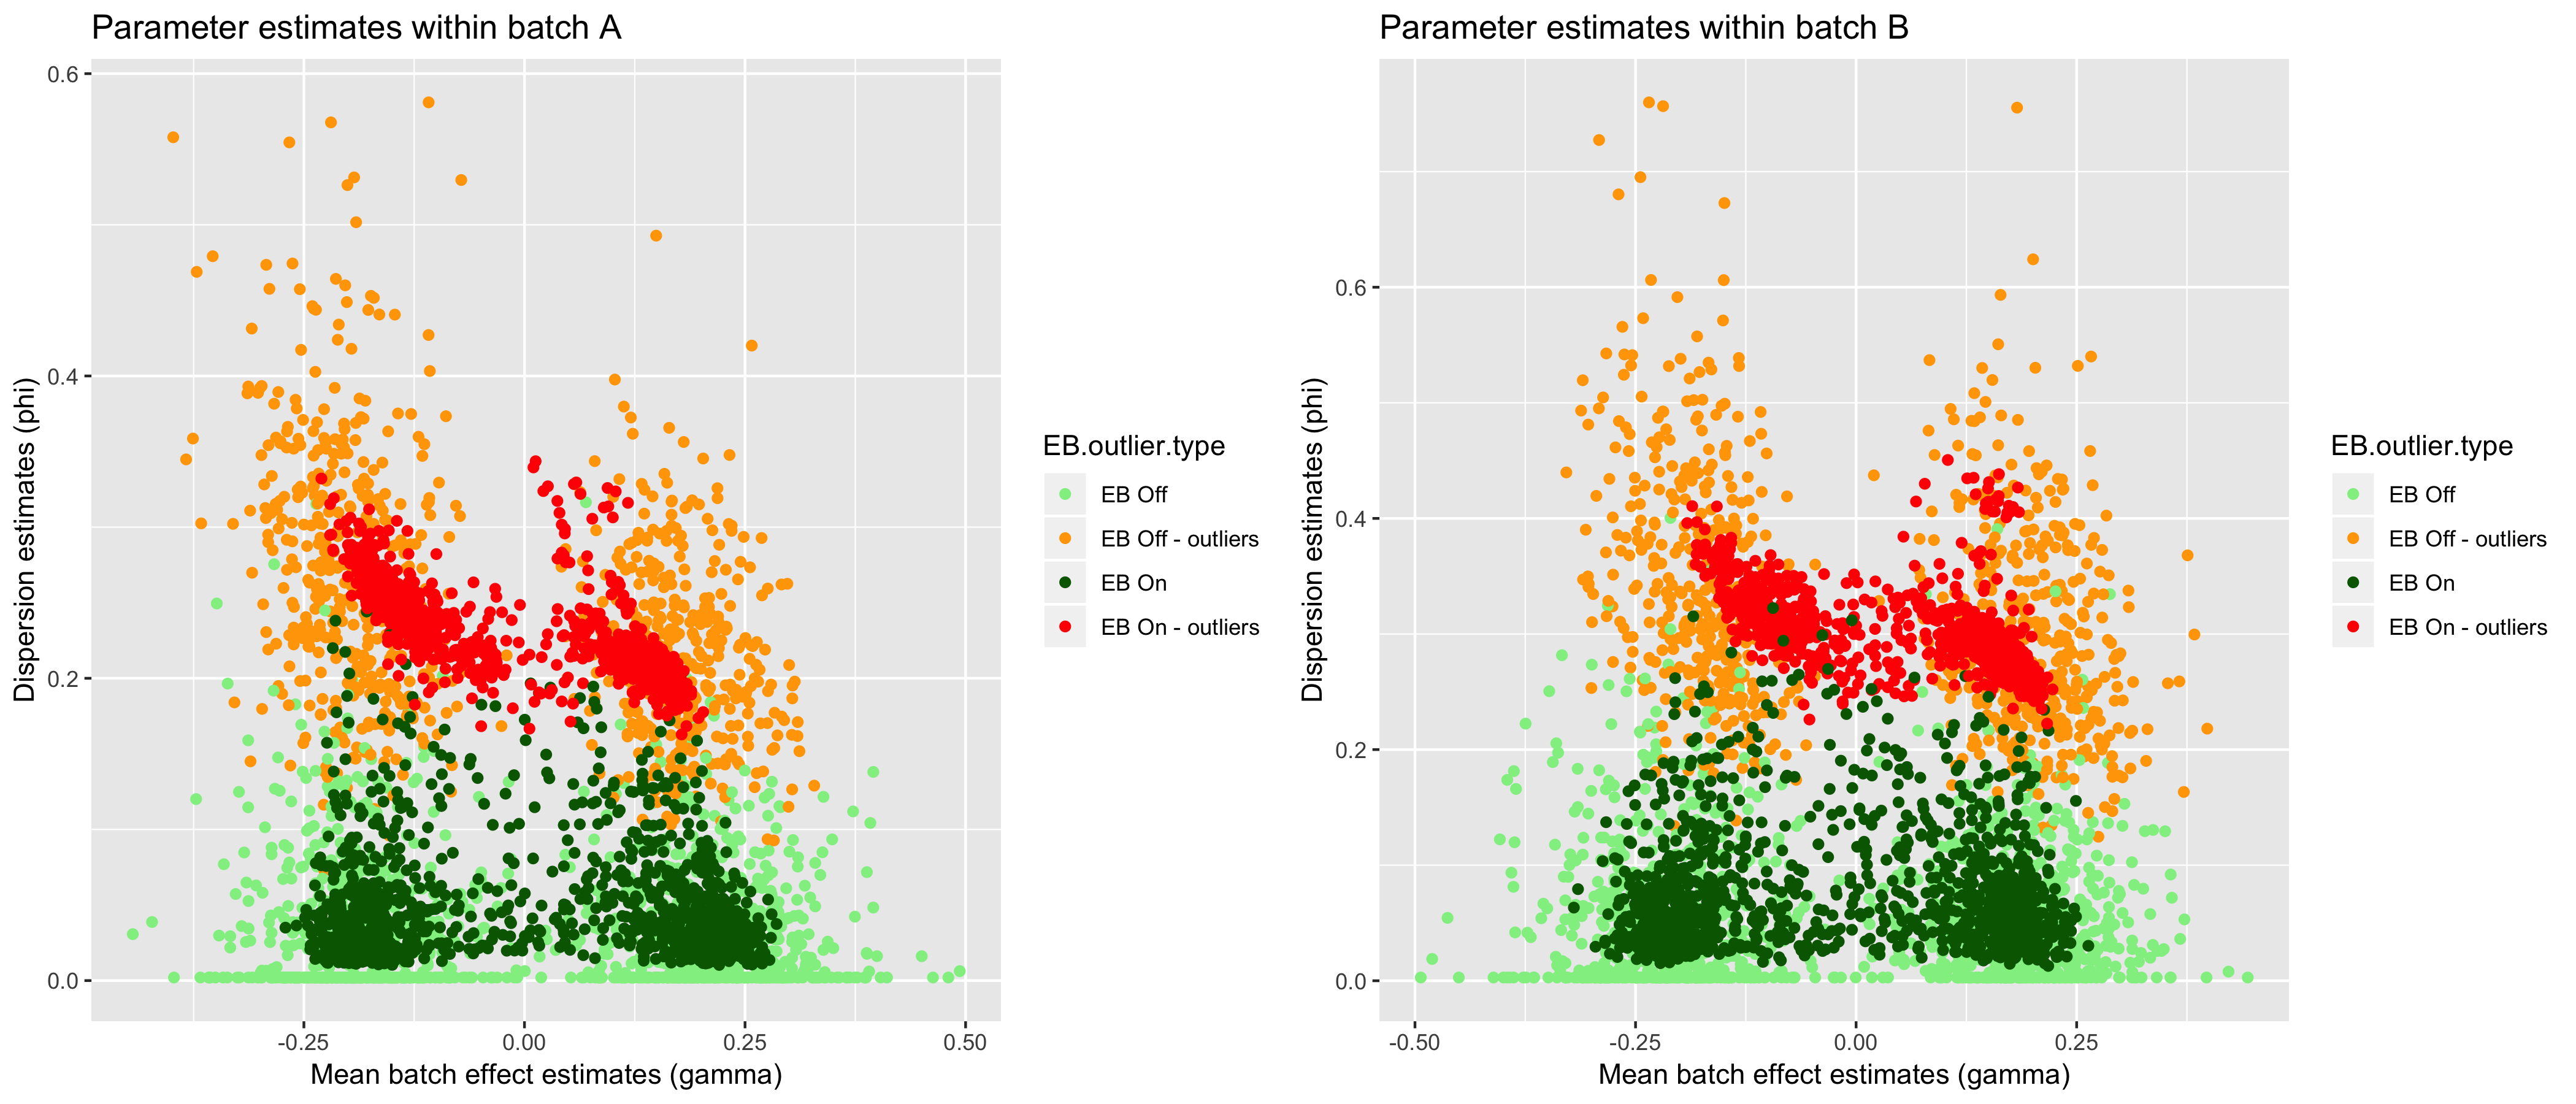 Parameter estimates within batch A
Dispersion estimates (phi)
0.6
0.4
0.2
0.0
-0.25
0.00
0.25
0.50
Mean batch effect estimates (gamma)
EB.outlier.type
EB Off
EB Off - outliers
EB On
EB On - outliers
Parameter estimates within batch B
Dispersion estimates (phi)
0.6
0.4
0.2
0.0
-0.50
-0.25
0.00
0.25
Mean batch effect estimates (gamma)
EB.outlier.type
EB Off
EB Off - outliers
EB On
EB On - outliers